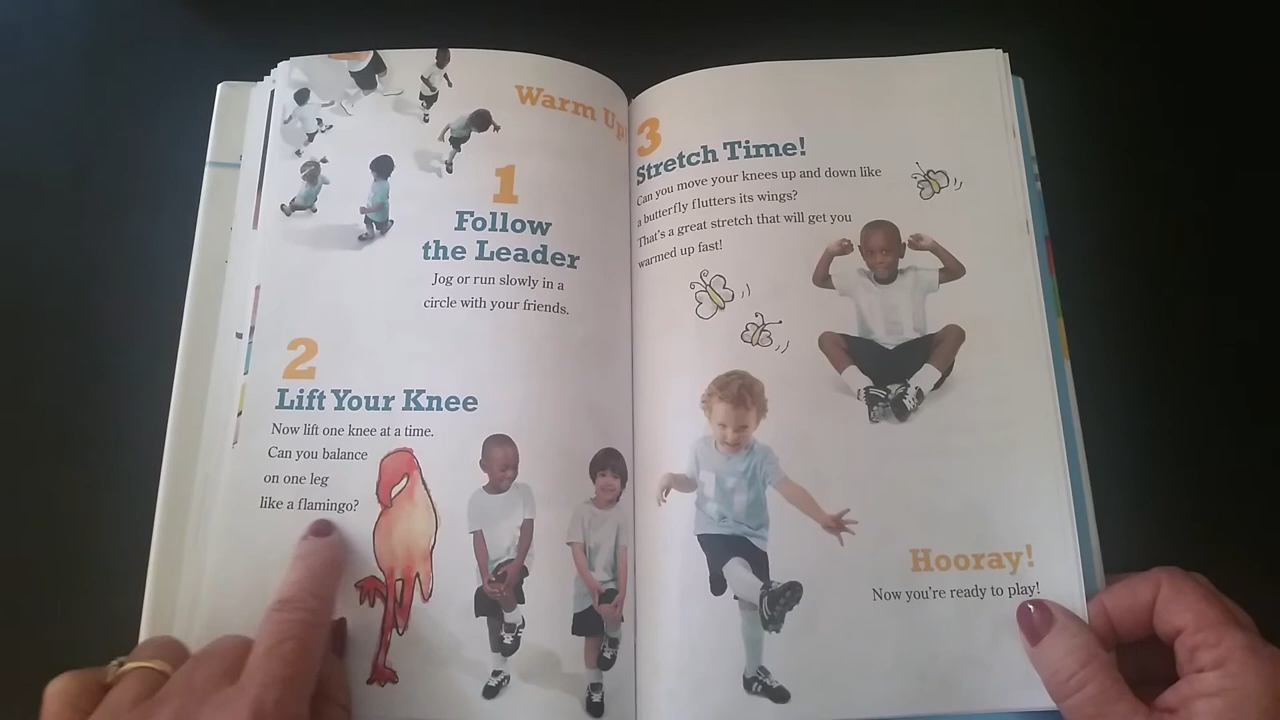 Warm Up!
1
Follow
the Leader
Jog or run slowly in a
circle with your friends.
2
Lift Your Knee
Now lift one knee at a time.
Can you balance
on one leg
like a flamingo?
3
Stretch Time!
Can you move your knees up and down like
a butterfly flutters its wings?
That's a great stretch that will get you
warmed up fast!
Hooray!
Now you're ready to play!